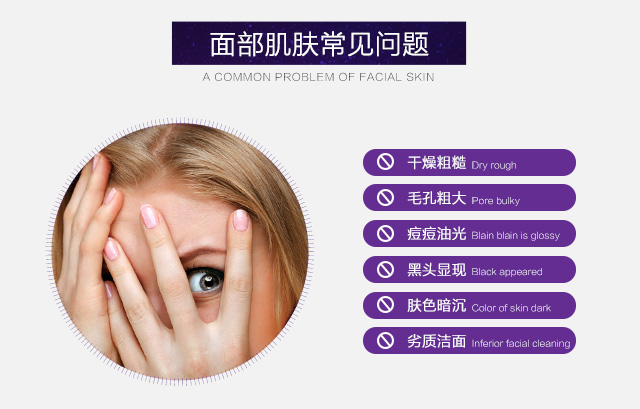 面部肌肤常见问题
A COMMON PROBLEM OF FACIAL SKIN
干燥粗糙 Dry rough
毛孔粗大 Pore bulky
痘痘油光 Blain blain is glossy
黑头显现 Black appeared
肤色暗沉 Color of skin dark
劣质洁面 Inferior facial cleaning